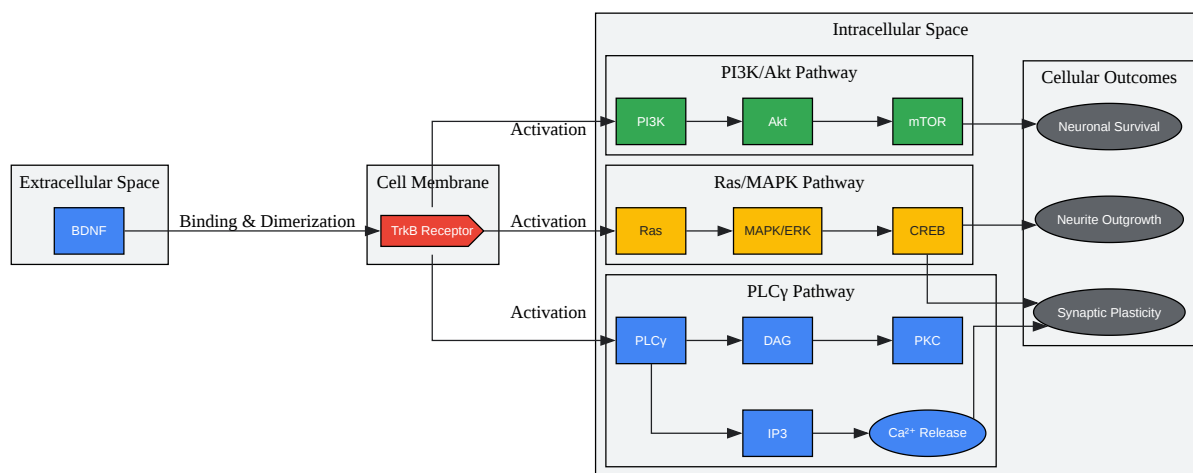 Intracellular Space
PI3K/Akt Pathway
Cellular Outcomes
PI3K
Akt
mTOR
Neuronal Survival
Activation
Extracellular Space
Cell Membrane
Ras/MAPK Pathway
BDNF
Binding & Dimerization
TrkB Receptor
Activation
Ras
MAPK/ERK
CREB
Neurite Outgrowth
PLCγ Pathway
Activation
Synaptic Plasticity
PLCγ
DAG
PKC
IP3
Ca²⁺ Release